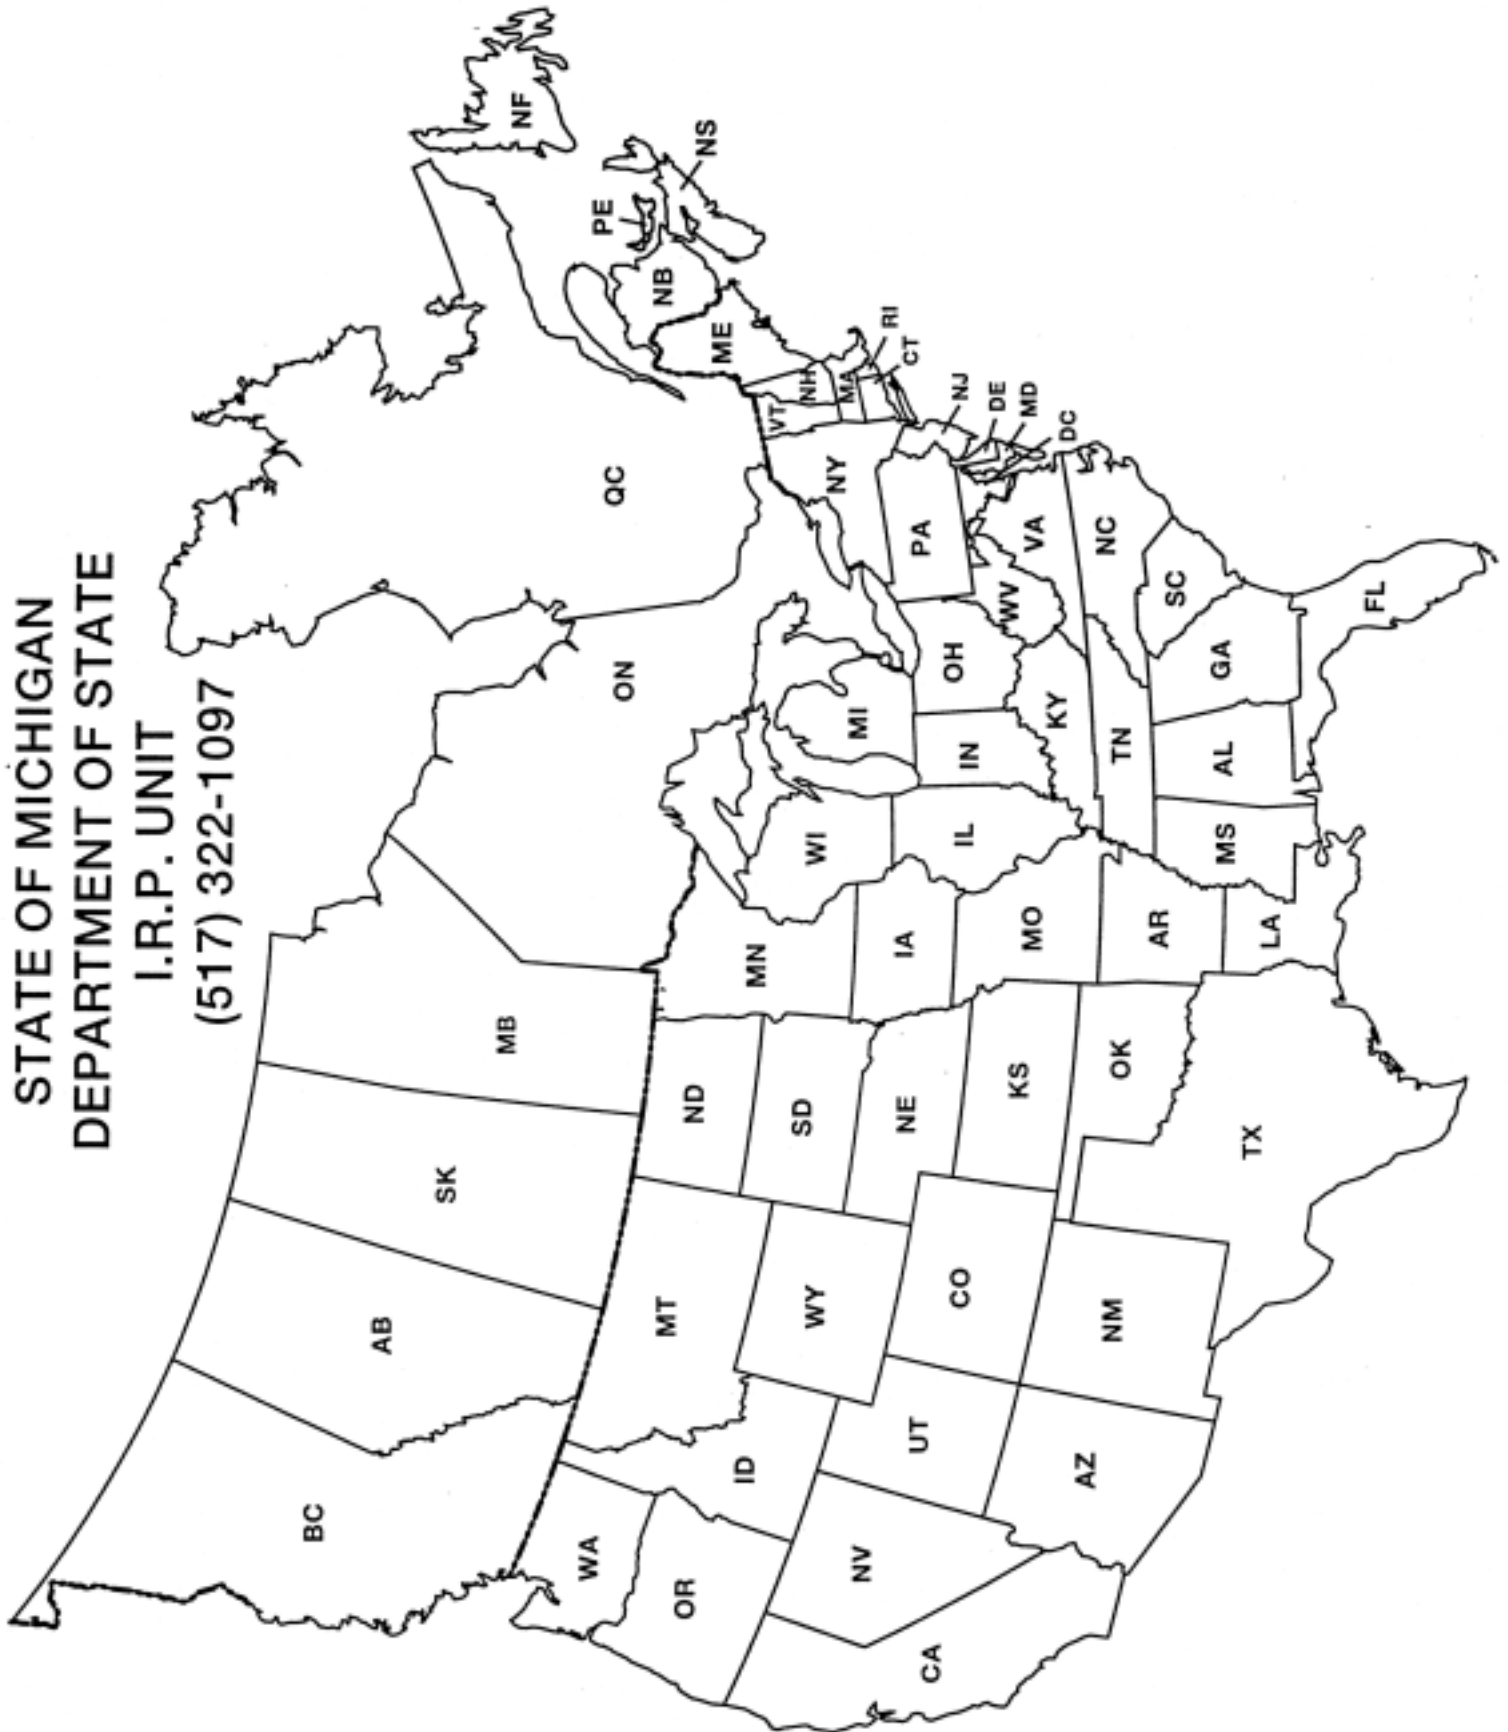 STATE OF MICHIGAN
DEPARTMENT OF STATE
I.R.P. UNIT
(517) 322-1097
BC
AB
SK
MB
ON
QC
NF
PE
NS
NB
ME
WA
OR
ID
MT
ND
MN
SD
WY
NE
IA
WI
MI
NY
VT
NH
MA
RI
CT
NJ
DE
MD
DC
PA
OH
IN
IL
WV
VA
KY
NC
SC
TN
GA
AL
MS
FL
LA
AR
MO
KS
OK
TX
CO
NM
UT
AZ
NV
CA